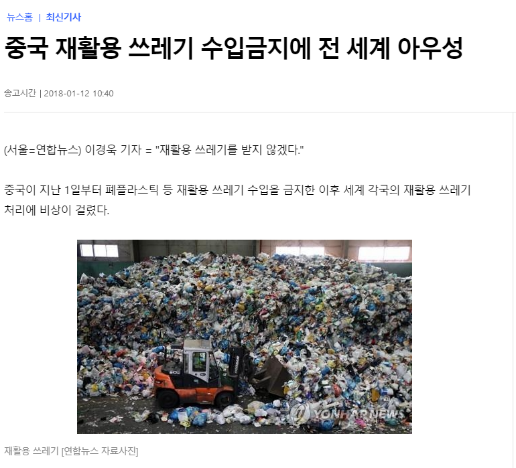 뉴스홈 | 최신기사
중국 재활용 쓰레기 수입금지에 전 세계 아우성
송고시간 | 2018-01-12 10:40
(서울=연합뉴스) 이경욱 기자 = "재활용 쓰레기를 받지 않겠다."
중국이 지난 1일부터 폐플라스틱 등 재활용 쓰레기 수입을 금지한 이후 세계 각국의 재활용 쓰레기
처리에 비상이 걸렸다.
YONHAPNEWS
재활용 쓰레기 [연합뉴스 자료사진]